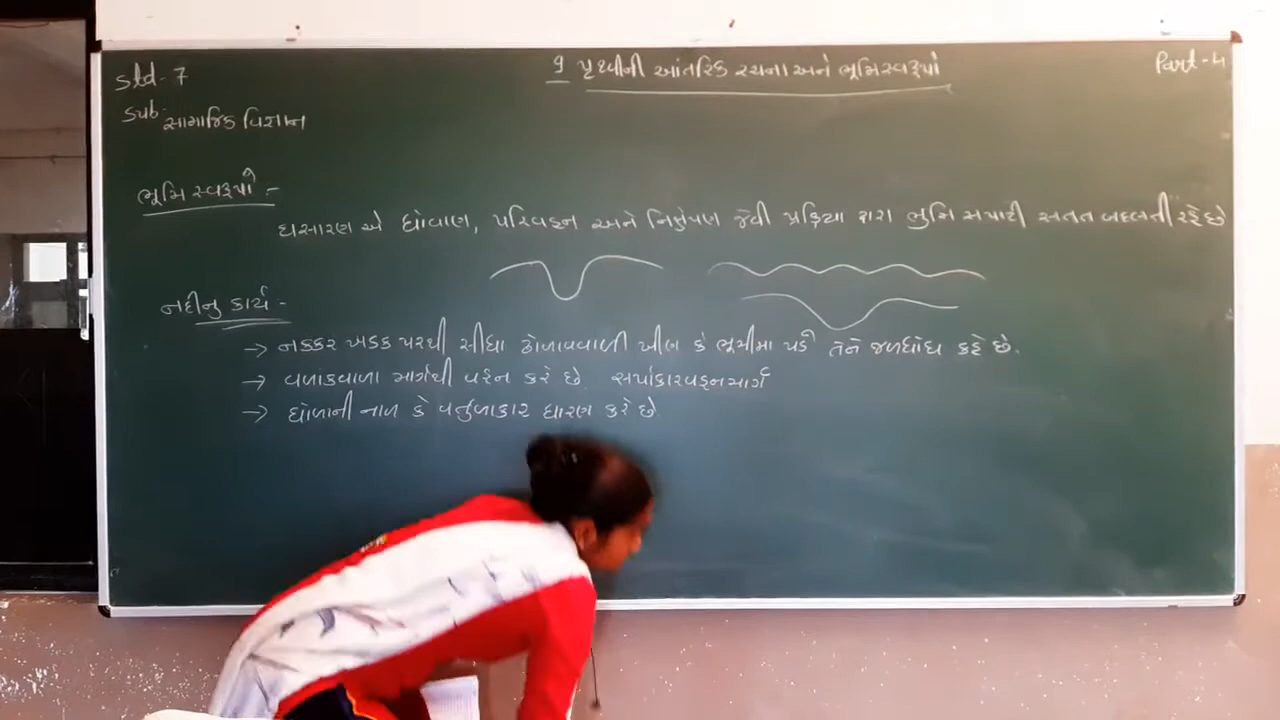 Std - 7
9 પૃથ્વીની આંતરિક રચના અને ભૂમિસ્વરૂપો
Part - 4
Sub - સામાજિક વિજ્ઞાન
ભૂમિ સ્વરૂપો :-
ઘસારણ એ ધોવાણ, પરિવહન અને નિક્ષેપણ જેવી પ્રક્રિયા દ્વારા ભુમિ સપાટી સતત બદલતી રહે છે
નદીનુ કાર્ય :-
→ નક્કર ખડક પરથી સીધા ઢોળાવવાળી ખીણ કે ભૂમીમા પડે તેને જળધોધ કહે છે.
→ વળાકવાળા માર્ગથી વહન કરે છે. સર્પાકારવહનમાર્ગ
→ ઘોળાની નાળ કે વર્તુળાકાર ધારણ કરે છે